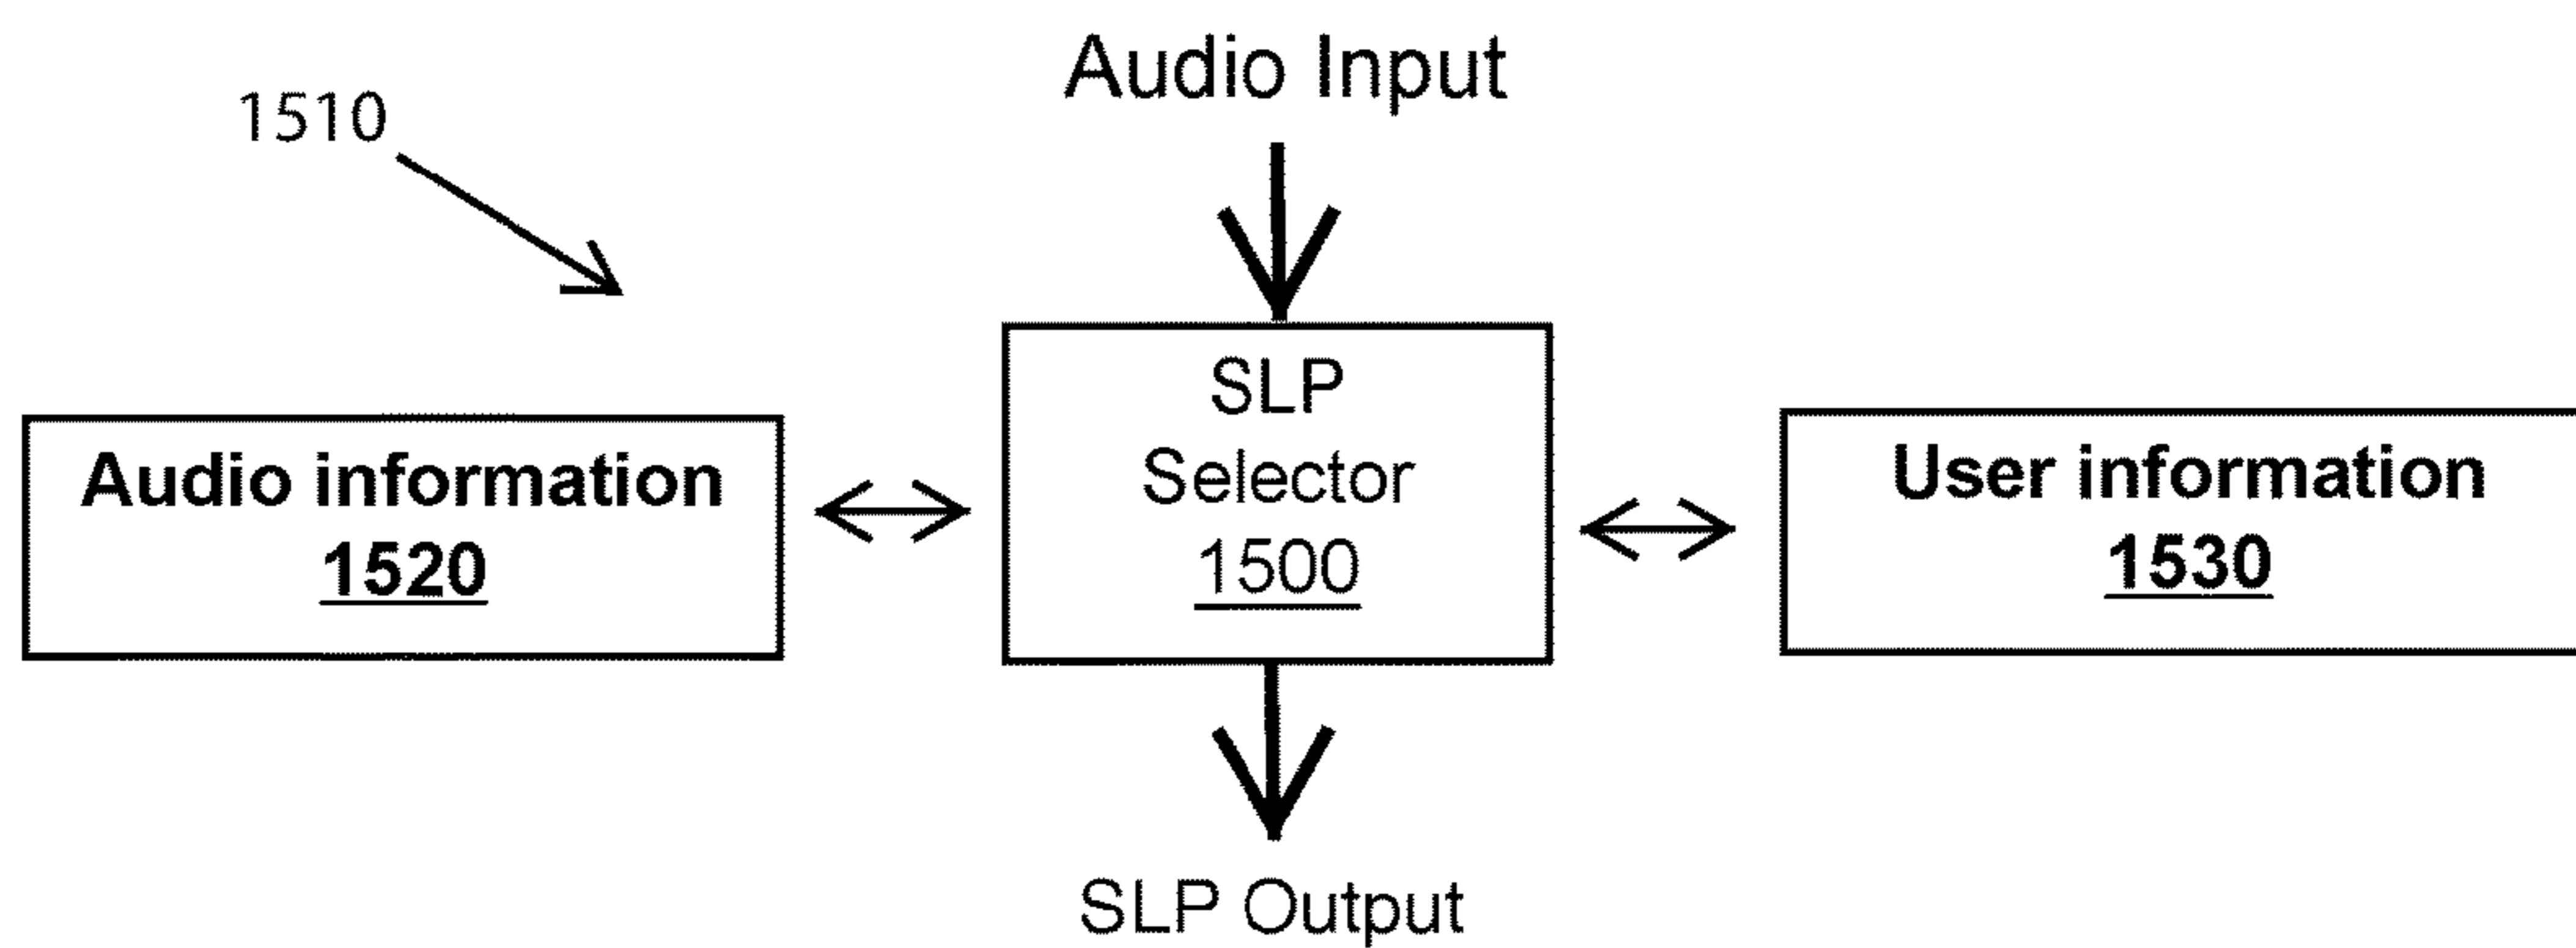 Audio Input
1510
SLP
Selector
1500
Audio information
1520
User information
1530
SLP Output